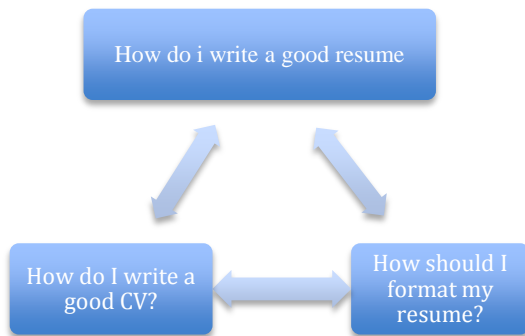 How do i write a good resume
How do I write a
good CV?
How should I
format my
resume?